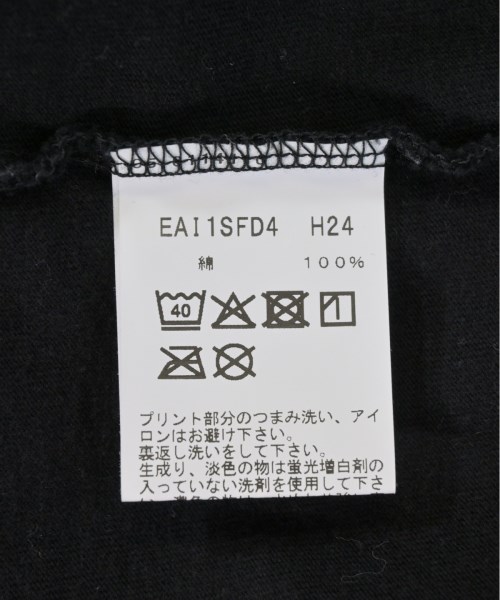 EAI1SFD4 H24
綿 100%
40
プリント部分のつまみ洗い、アイ
ロンはお避け下さい。
裏返し洗いをして下さい。
生成り、淡色の物は蛍光増白剤の
入っていない洗剤を使用して下さ